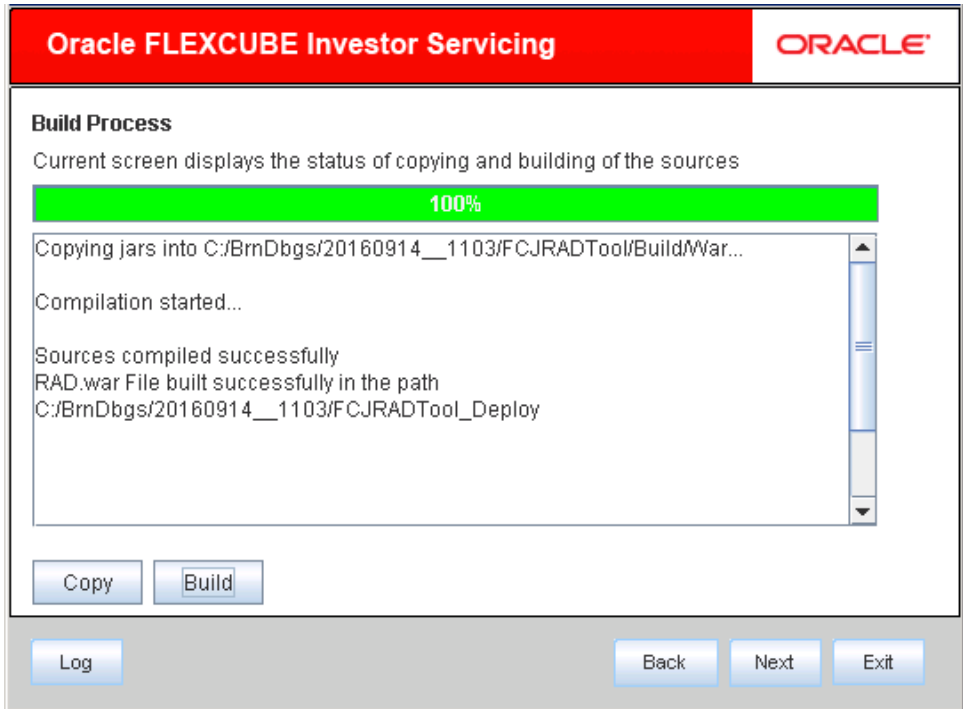 Oracle FLEXCUBE Investor Servicing
ORACLE
Build Process
Current screen displays the status of copying and building of the sources
100%
Copying jars into C:/BrnDbgs/20160914__1103/FCJRADTool/Build/War...
Compilation started...
Sources compiled successfully
RAD.war File built successfully in the path
C:/BrnDbgs/20160914__1103/FCJRADTool_Deploy
Copy Build
Log Back Next Exit